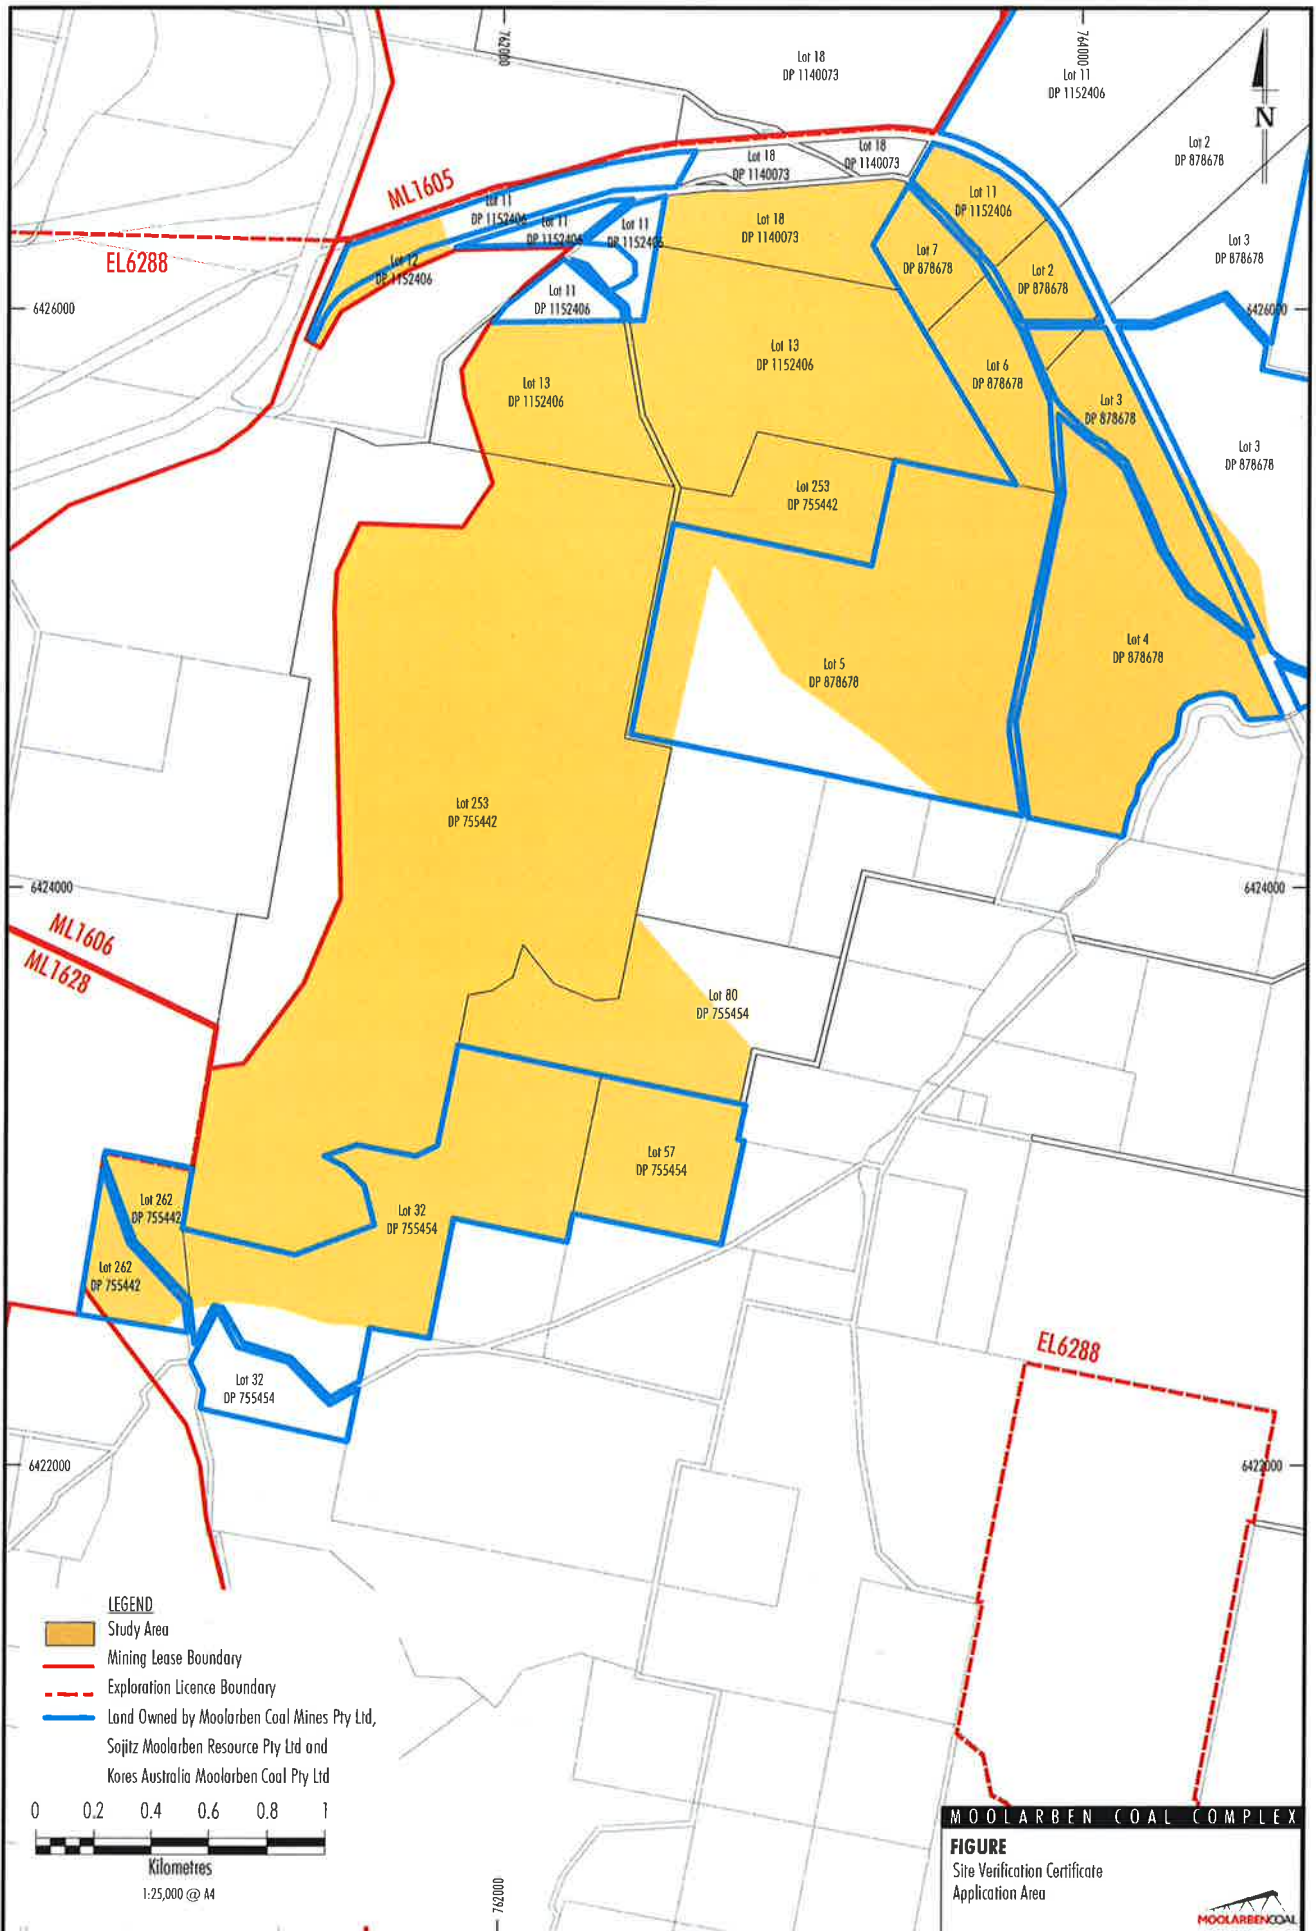 762000
764000
Lot 18
DP 1140073
Lot 11
DP 1152406
N
Lot 2
DP 878678
Lot 18
DP 1140073
Lot 18
DP 1140073
ML1605
Lot 11
DP 1152406
Lot 11
DP 1152406
Lot 11
DP 1152406
Lot 11
DP 1152406
Lot 18
DP 1140073
Lot 7
DP 878678
Lot 2
DP 878678
Lot 3
DP 878678
EL6288
Lot 12
DP 1152406
Lot 11
DP 1152406
6426000
6426000
Lot 13
DP 1152406
Lot 13
DP 1152406
Lot 6
DP 878678
Lot 3
DP 878678
Lot 3
DP 878678
Lot 253
DP 755442
Lot 5
DP 878678
Lot 4
DP 878678
Lot 253
DP 755442
6424000
6424000
ML1606
ML1628
Lot 80
DP 755454
Lot 57
DP 755454
Lot 262
DP 755442
Lot 32
DP 755454
Lot 262
DP 755442
EL6288
Lot 32
DP 755454
6422000
6422000
LEGEND
Study Area
Mining Lease Boundary
Exploration Licence Boundary
Land Owned by Moolarben Coal Mines Pty Ltd,
Sojitz Moolarben Resource Pty Ltd and
Kores Australia Moolarben Coal Pty Ltd
0 0.2 0.4 0.6 0.8 1
Kilometres
1:25,000 @ A4
762000
MOOLARBEN COAL COMPLEX
FIGURE
Site Verification Certificate
Application Area
MOOLARBENCOAL